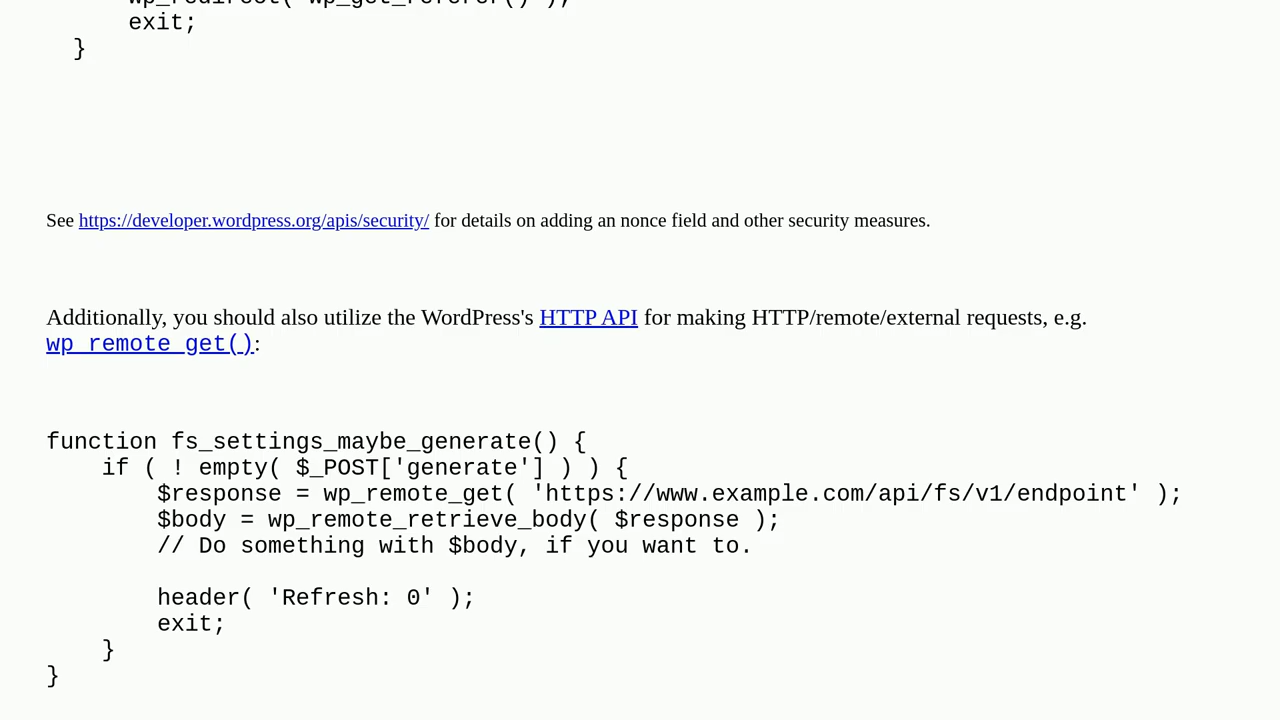 wp_redirect( wp_get_referer() );
exit;
}
See https://developer.wordpress.org/apis/security/ for details on adding an nonce field and other security measures.
Additionally, you should also utilize the WordPress's HTTP API for making HTTP/remote/external requests, e.g.
wp_remote_get():
function fs_settings_maybe_generate() {
    if ( ! empty( $_POST['generate'] ) ) {
        $response = wp_remote_get( 'https://www.example.com/api/fs/v1/endpoint' );
        $body = wp_remote_retrieve_body( $response );
        // Do something with $body, if you want to.
        header( 'Refresh: 0' );
        exit;
    }
}